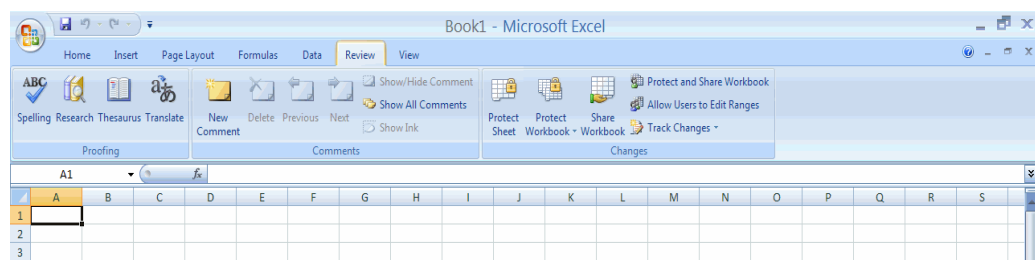 Book1 - Microsoft Excel
Home Insert Page Layout Formulas Data Review View
ABC
Spelling Research Thesaurus Translate
Proofing
New Comment Delete Previous Next
Show/Hide Comment
Show All Comments
Show Ink
Comments
Protect Sheet Protect Workbook Share Workbook
Protect and Share Workbook
Allow Users to Edit Ranges
Track Changes
Changes
A1 fx
A B C D E F G H I J K L M N O P Q R S
1
2
3